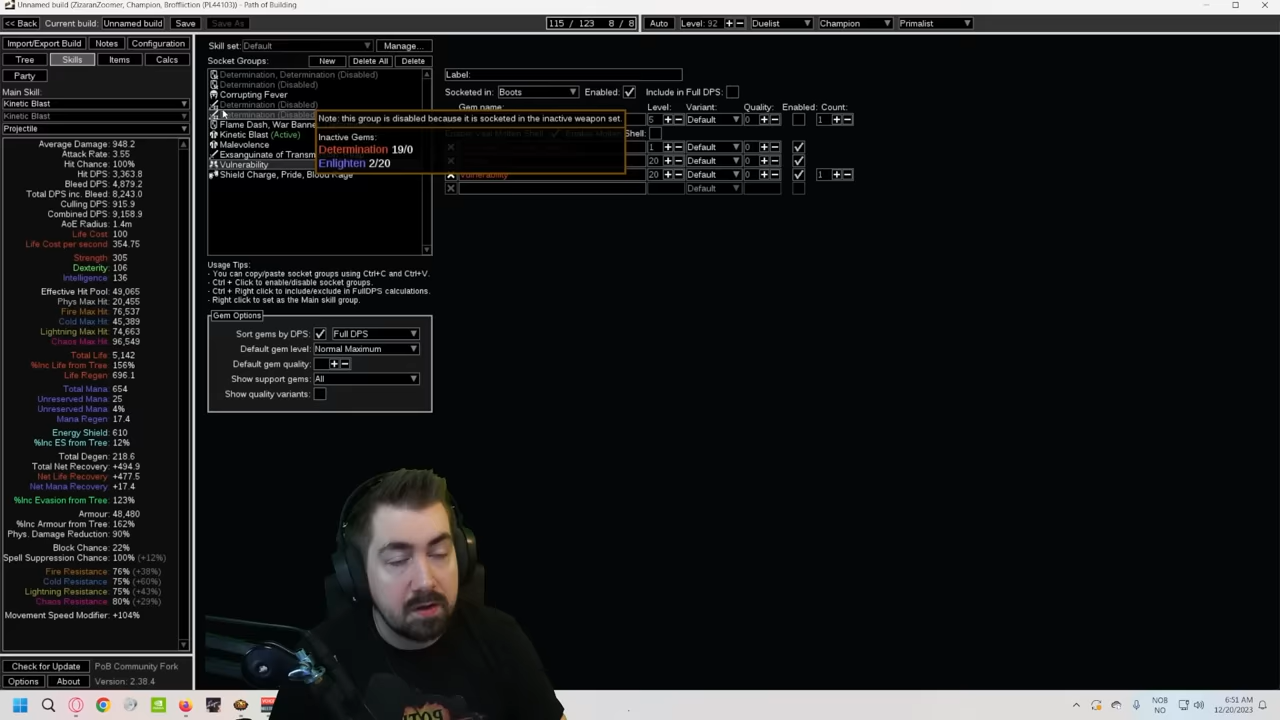 Unnamed build (ZizaranZoomer, Champion, Broffliction (PL44103)) - Path of Building
<< Back Current build: Unnamed build Save Save As 115 / 123 8 / 8 Auto Level: 92 + - Duelist Champion Primalist
Import/Export Build Notes Configuration
Tree Skills Items Calcs
Party
Main Skill:
Kinetic Blast
Kinetic Blast
Projectile
Average Damage: 948.2
Attack Rate: 3.55
Hit Chance: 100%
Hit DPS: 3,363.8
Bleed DPS: 4,879.2
Total DPS inc. Bleed: 8,243.0
Culling DPS: 915.9
Combined DPS: 9,158.9
AoE Radius: 1.4m
Life Cost: 100
Life Cost per second: 354.75
Strength: 305
Dexterity: 106
Intelligence: 136
Effective Hit Pool: 49,065
Phys Max Hit: 20,455
Fire Max Hit: 76,537
Cold Max Hit: 45,389
Lightning Max Hit: 74,663
Chaos Max Hit: 96,549
Total Life: 5,142
%Inc Life from Tree: 156%
Life Regen: 696.1
Total Mana: 654
Unreserved Mana: 25
Unreserved Mana: 4%
Mana Regen: 17.4
Energy Shield: 610
%Inc ES from Tree: 12%
Total Degen: 218.6
Total Net Recovery: +494.9
Net Life Recovery: +477.5
Net Mana Recovery: +17.4
%Inc Evasion from Tree: 123%
Armour: 48,480
%Inc Armour from Tree: 162%
Phys. Damage Reduction: 90%
Block Chance: 22%
Spell Suppression Chance: 100% (+12%)
Fire Resistance: 76% (+38%)
Cold Resistance: 75% (+60%)
Lightning Resistance: 75% (+43%)
Chaos Resistance: 80% (+29%)
Movement Speed Modifier: +104%
Check for Update PoB Community Fork
Options About Version: 2.38.4
Skill set: Default Manage...
Socket Groups: New Delete All Delete
Determination, Determination (Disabled)
Determination (Disabled)
Corrupting Fever
Determination (Disabled)
Determination (Disabled)
Flame Dash, War Banne
Kinetic Blast (Active)
Malevolence
Exsanguinate of Transm
Vulnerability
Shield Charge, Pride, Blood Rage
Note: this group is disabled because it is socketed in the inactive weapon set.
Inactive Gems:
Determination 19/0
Enlighten 2/20
Usage Tips:
- You can copy/paste socket groups using Ctrl+C and Ctrl+V.
- Ctrl + Click to enable/disable socket groups.
- Ctrl + Right click to include/exclude in FullDPS calculations.
- Right click to set as the Main skill group.
Gem Options
Sort gems by DPS: Full DPS
Default gem level: Normal Maximum
Default gem quality: + -
Show support gems: All
Show quality variants:
Label:
Socketed in: Boots Enabled: Include in Full DPS:
Gem name: Level: Variant: Quality: Enabled: Count:
5 + - Default 0 + - 1 + -
Shell:
1 + - Default 0 + -
20 + - Default 0 + -
Vulnerability 20 + - Default 0 + - 1 + -
Default
NOB
NO
6:51 AM
12/20/2023